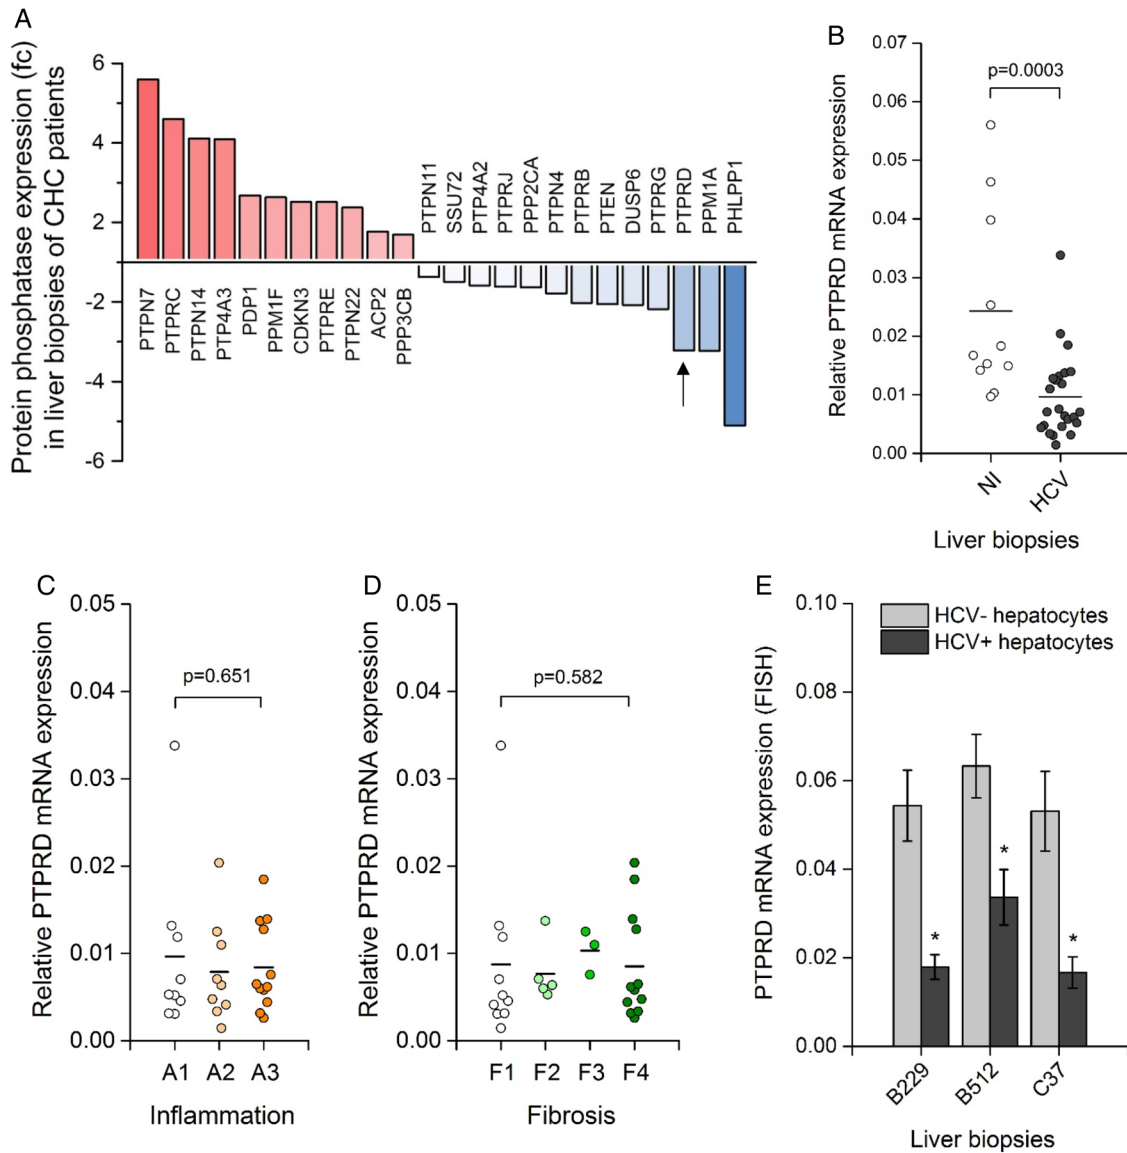 A
Protein phosphatase expression (fc)
in liver biopsies of CHC patients
6
4
2
-2
-4
-6
PTPN7
PTPRC
PTPN14
PTP4A3
PDP1
PPM1F
CDKN3
PTPRE
PTPN22
ACP2
PPP3CB
PTPN11
SSU72
PTP4A2
PTPRJ
PPP2CA
PTPN4
PTPRB
PTEN
DUSP6
PTPRG
PTPRD
PPM1A
PHLPP1
B
Relative PTPRD mRNA expression
0.07
0.06
0.05
0.04
0.03
0.02
0.01
0.00
p=0.0003
NI
HCV
Liver biopsies
C
Relative PTPRD mRNA expression
0.05
0.04
0.03
0.02
0.01
0.00
p=0.651
A1 A2 A3
Inflammation
D
Relative PTPRD mRNA expression
0.05
0.04
0.03
0.02
0.01
0.00
p=0.582
F1 F2 F3 F4
Fibrosis
E
PTPRD mRNA expression (FISH)
0.10
0.08
0.06
0.04
0.02
0.00
HCV- hepatocytes
HCV+ hepatocytes
*
*
*
B229
B512
C37
Liver biopsies